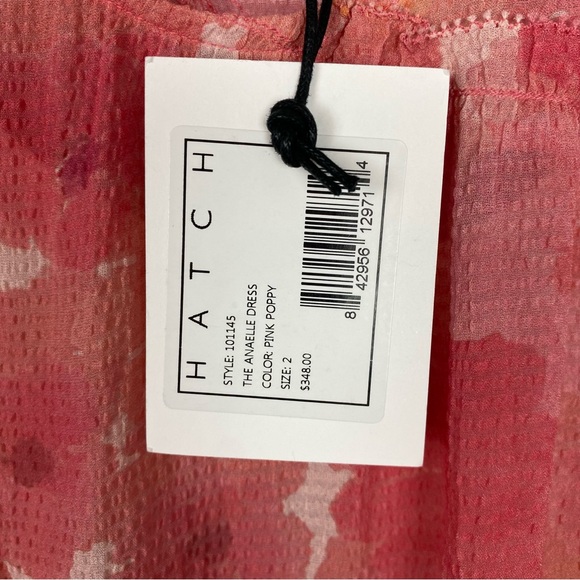 HATCH
STYLE: 101145
THE ANAELLE DRESS
COLOR: PINK POPPY
SIZE: 2
$348.00
8 42956 12971 4